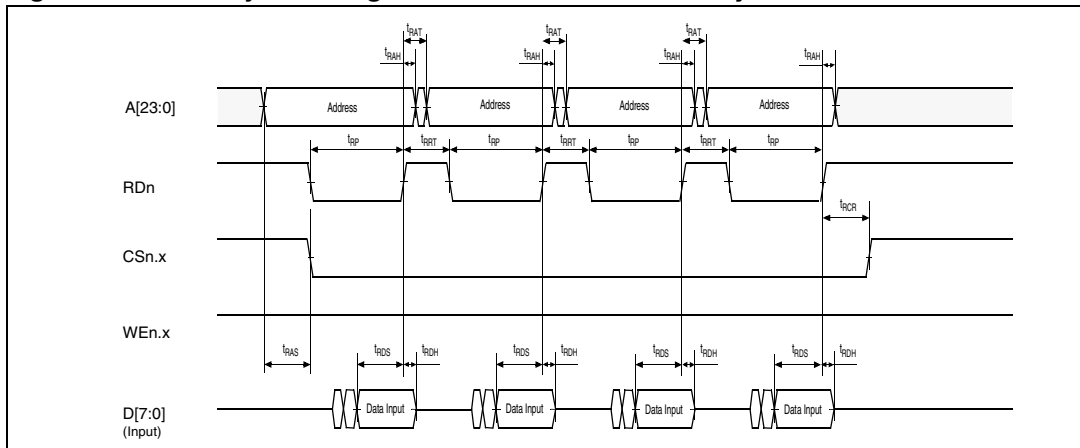 tRAT tRAT tRAT
tRAH tRAH tRAH tRAH
A[23:0] Address Address Address Address
tRP tRRT tRP tRRT tRP tRRT tRP
RDn
tRCR
CSn.x
WEn.x
tRAS tRDS tRDH tRDS tRDH tRDS tRDH tRDS tRDH
D[7:0] Data Input Data Input Data Input Data Input
(Input)